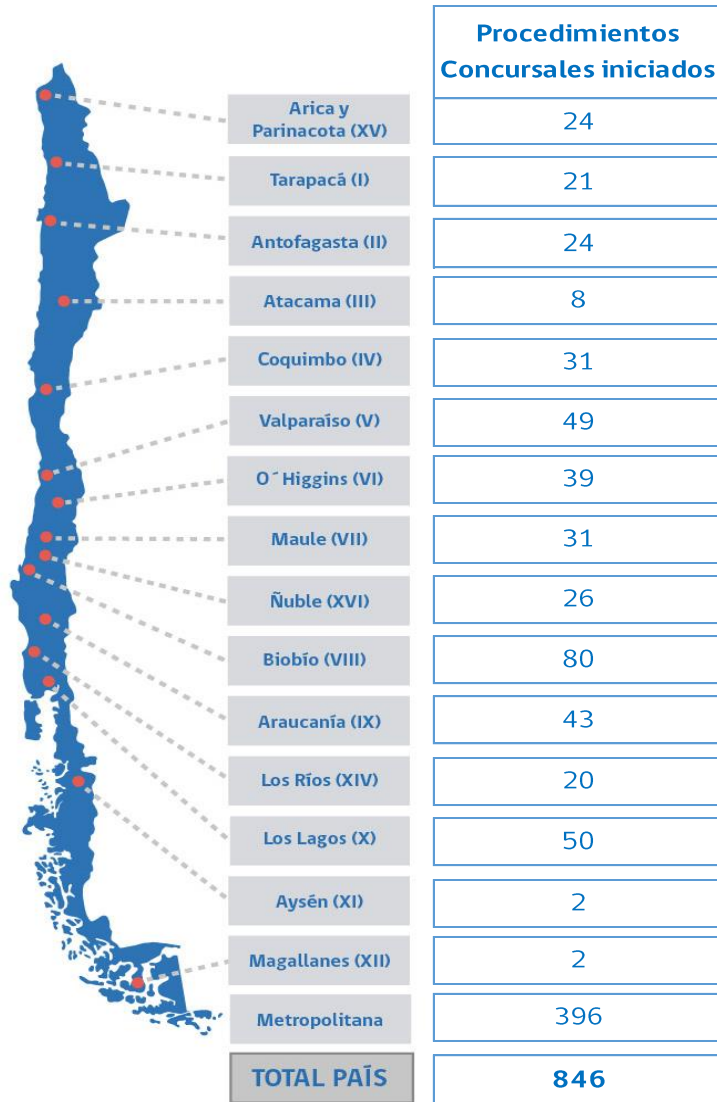 Procedimientos
Concursales iniciados
Arica y
Parinacota (XV)
24
Tarapacá (I)
21
Antofagasta (II)
24
Atacama (III)
8
Coquimbo (IV)
31
Valparaíso (V)
49
O´Higgins (VI)
39
Maule (VII)
31
Ñuble (XVI)
26
Biobío (VIII)
80
Araucanía (IX)
43
Los Ríos (XIV)
20
Los Lagos (X)
50
Aysén (XI)
2
Magallanes (XII)
2
Metropolitana
396
TOTAL PAÍS
846